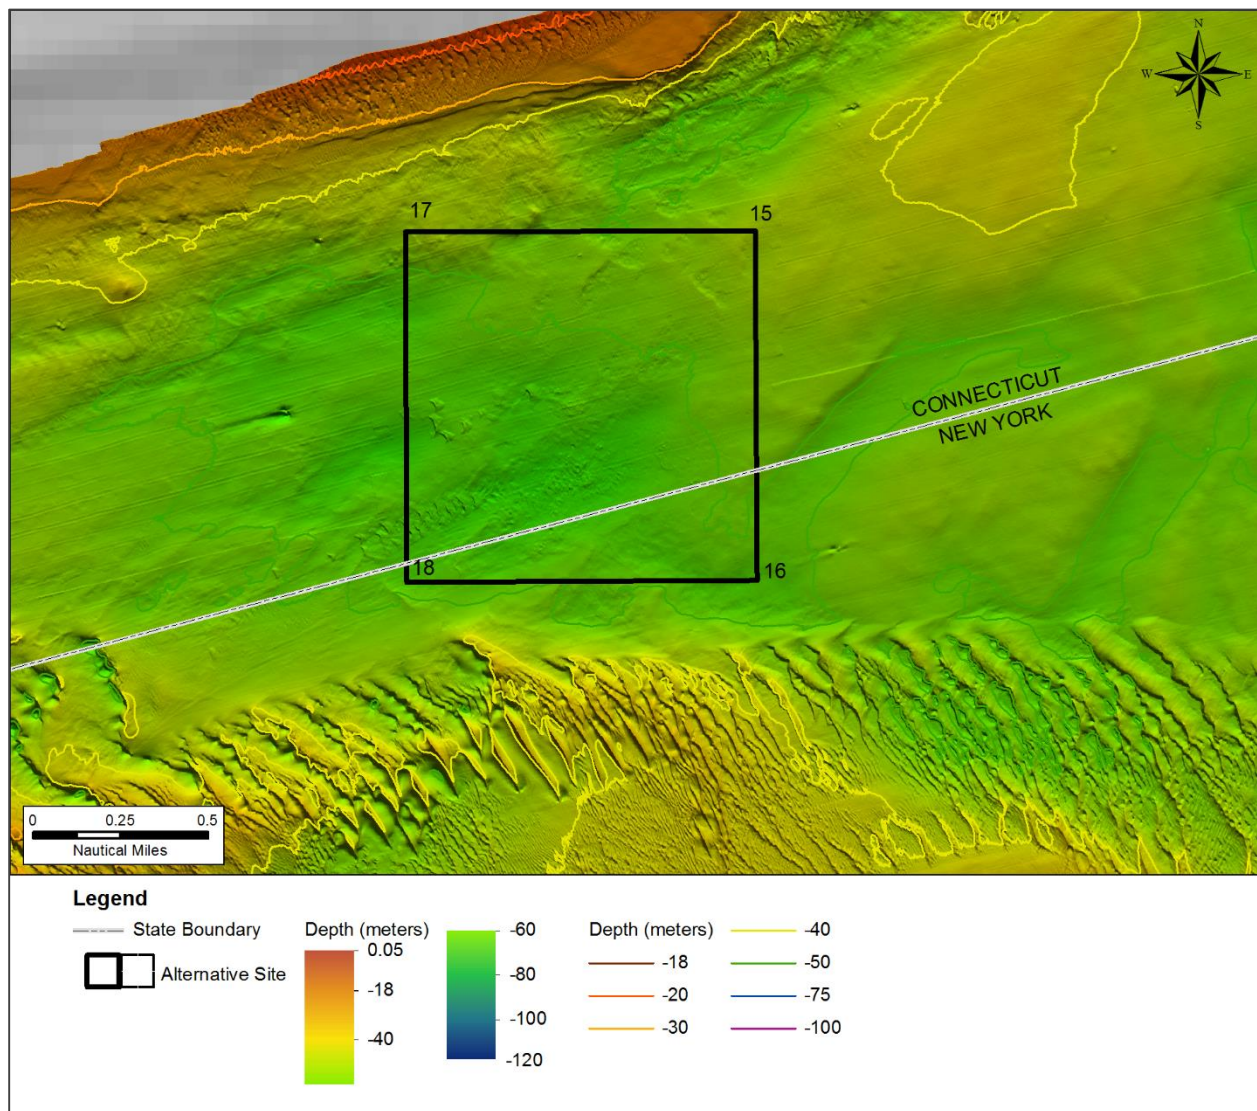 N
W E
S
17
15
CONNECTICUT
NEW YORK
18
16
0 0.25 0.5
Nautical Miles
Legend
State Boundary
Alternative Site
Depth (meters)
0.05
-18
-40
-60
-80
-100
-120
Depth (meters)
-18
-20
-30
-40
-50
-75
-100